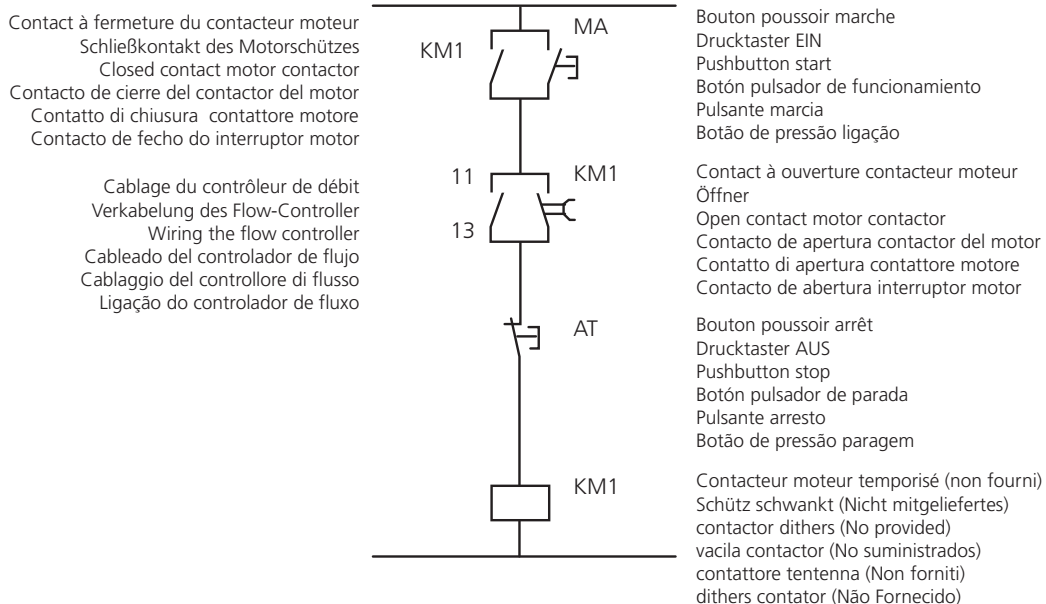 Contact à fermeture du contacteur moteur
Schließkontakt des Motorschützes
Closed contact motor contactor
Contacto de cierre del contactor del motor
Contatto di chiusura contattore motore
Contacto de fecho do interruptor motor
KM1
MA
Bouton poussoir marche
Drucktaster EIN
Pushbutton start
Botón pulsador de funcionamiento
Pulsante marcia
Botão de pressão ligação
Cablage du contrôleur de débit
Verkabelung des Flow-Controller
Wiring the flow controller
Cableado del controlador de flujo
Cablaggio del controllore di flusso
Ligação do controlador de fluxo
11
13
KM1
Contact à ouverture contacteur moteur
Öffner
Open contact motor contactor
Contacto de apertura contactor del motor
Contatto di apertura contattore motore
Contacto de abertura interruptor motor
AT
Bouton poussoir arrêt
Drucktaster AUS
Pushbutton stop
Botón pulsador de parada
Pulsante arresto
Botão de pressão paragem
KM1
Contacteur moteur temporisé (non fourni)
Schütz schwankt (Nicht mitgeliefertes)
contactor dithers (No provided)
vacila contactor (No suministrados)
contattore tentenna (Non forniti)
dithers contator (Não Fornecido)